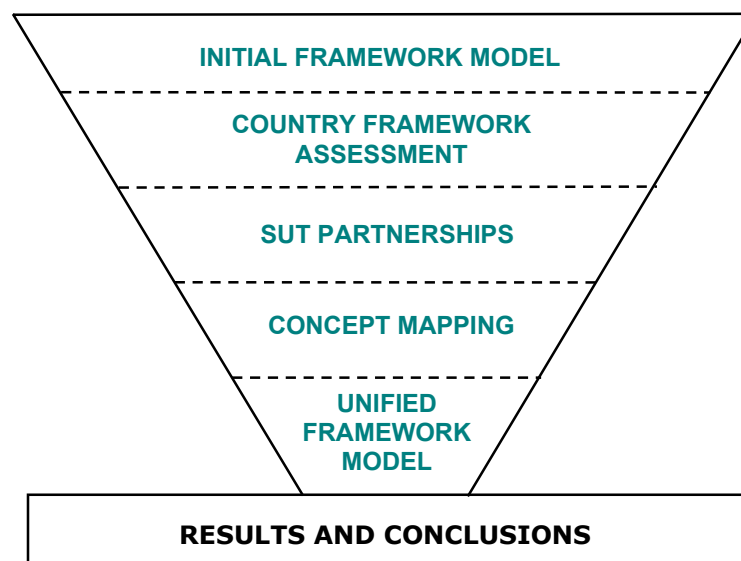 INITIAL FRAMEWORK MODEL
COUNTRY FRAMEWORK
ASSESSMENT
SUT PARTNERSHIPS
CONCEPT MAPPING
UNIFIED
FRAMEWORK
MODEL
RESULTS AND CONCLUSIONS